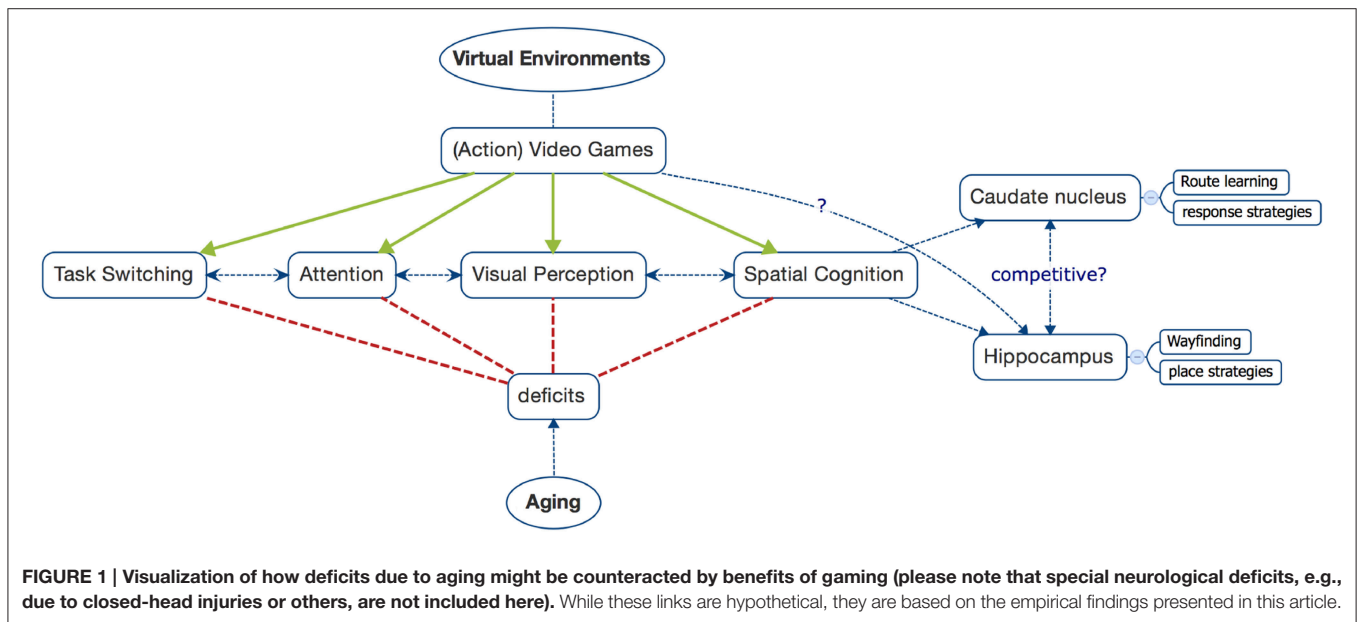 Virtual Environments
(Action) Video Games
?
Caudate nucleus
Route learning
response strategies
Task Switching
Attention
Visual Perception
Spatial Cognition
competitive?
Hippocampus
Wayfinding
place strategies
deficits
Aging
FIGURE 1 | Visualization of how deficits due to aging might be counteracted by benefits of gaming (please note that special neurological deficits, e.g.,
due to closed-head injuries or others, are not included here). While these links are hypothetical, they are based on the empirical findings presented in this article.